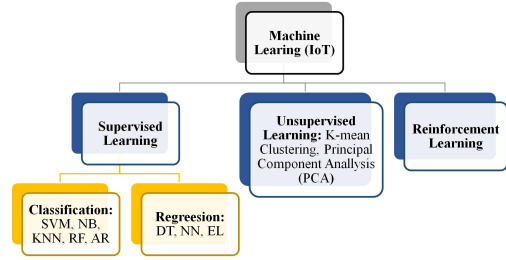 Machine
Learing (IoT)
Supervised
Learning
Unsupervised
Learning: K-mean
Clustering, Principal
Component Anallysis
(PCA)
Reinforcement
Learning
Classification:
SVM, NB,
KNN, RF, AR
Regreesion:
DT, NN, EL